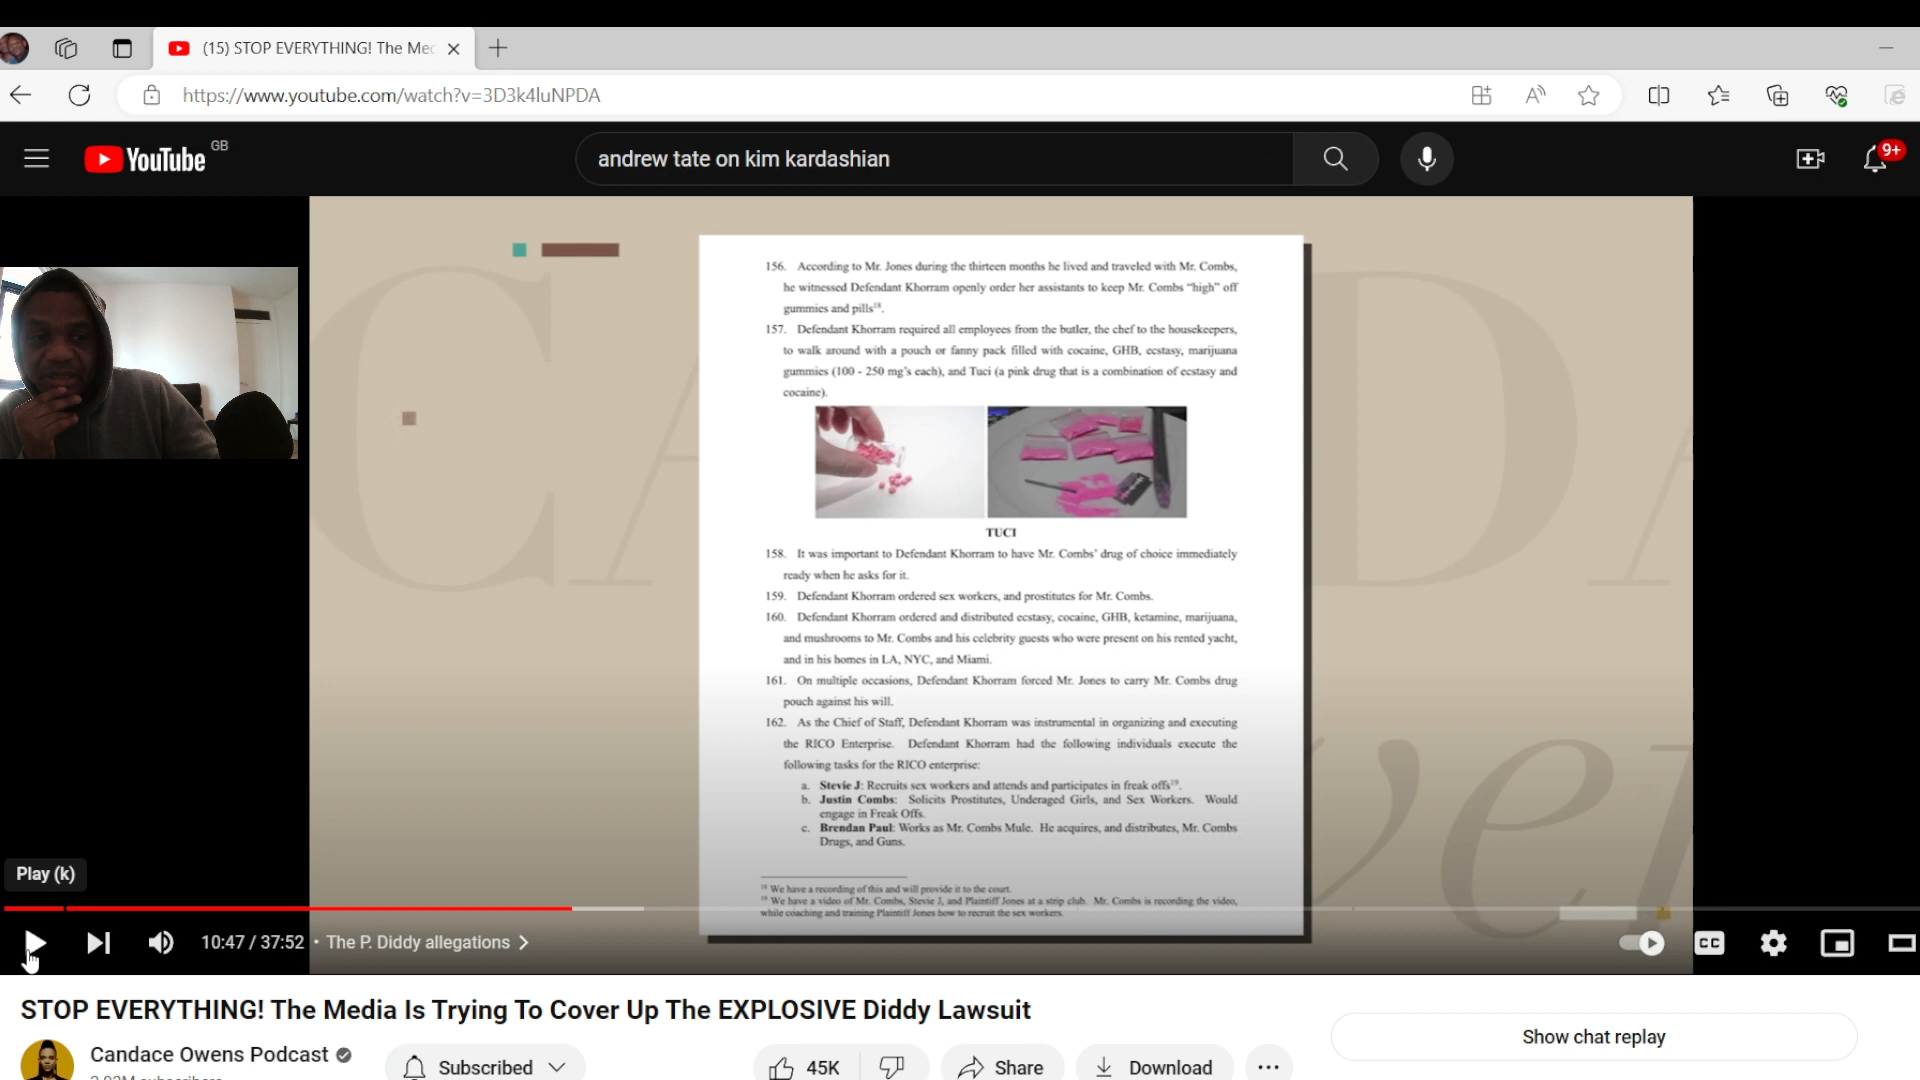 (15) STOP EVERYTHING! The Med
https://www.youtube.com/watch?v=3D3k4luNPDA
YouTube GB
andrew tate on kim kardashian
9+
156. According to Mr. Jones during the thirteen months he lived and traveled with Mr. Combs,
he witnessed Defendant Khorram openly order her assistants to keep Mr. Combs "high" off
gummies and pills18.
157. Defendant Khorram required all employees from the butler, the chef to the housekeepers,
to walk around with a pouch or fanny pack filled with cocaine, GHB, ecstasy, marijuana
gummies (100 - 250 mg's each), and Tuci (a pink drug that is a combination of ecstasy and
cocaine).
TUCI
158. It was important to Defendant Khorram to have Mr. Combs' drug of choice immediately
ready when he asks for it.
159. Defendant Khorram ordered sex workers, and prostitutes for Mr. Combs.
160. Defendant Khorram ordered and distributed ecstasy, cocaine, GHB, ketamine, marijuana,
and mushrooms to Mr. Combs and his celebrity guests who were present on his rented yacht,
and in his homes in LA, NYC, and Miami.
161. On multiple occasions, Defendant Khorram forced Mr. Jones to carry Mr. Combs drug
pouch against his will.
162. As the Chief of Staff, Defendant Khorram was instrumental in organizing and executing
the RICO Enterprise. Defendant Khorram had the following individuals execute the
following tasks for the RICO enterprise:
a. Stevie J: Recruits sex workers and attends and participates in freak offs19.
b. Justin Combs: Solicits Prostitutes, Underaged Girls, and Sex Workers. Would
engage in Freak Offs.
c. Brendan Paul: Works as Mr. Combs Mule. He acquires, and distributes, Mr. Combs
Drugs, and Guns.
18 We have a recording of this and will provide it to the court.
19 We have a video of Mr. Combs, Stevie J, and Plaintiff Jones at a strip club. Mr. Combs is recording the video,
while coaching and training Plaintiff Jones how to recruit the sex workers.
Play (k)
10:47 / 37:52 • The P. Diddy allegations
CC
STOP EVERYTHING! The Media Is Trying To Cover Up The EXPLOSIVE Diddy Lawsuit
Show chat replay
Candace Owens Podcast
Subscribed
45K
Share
Download